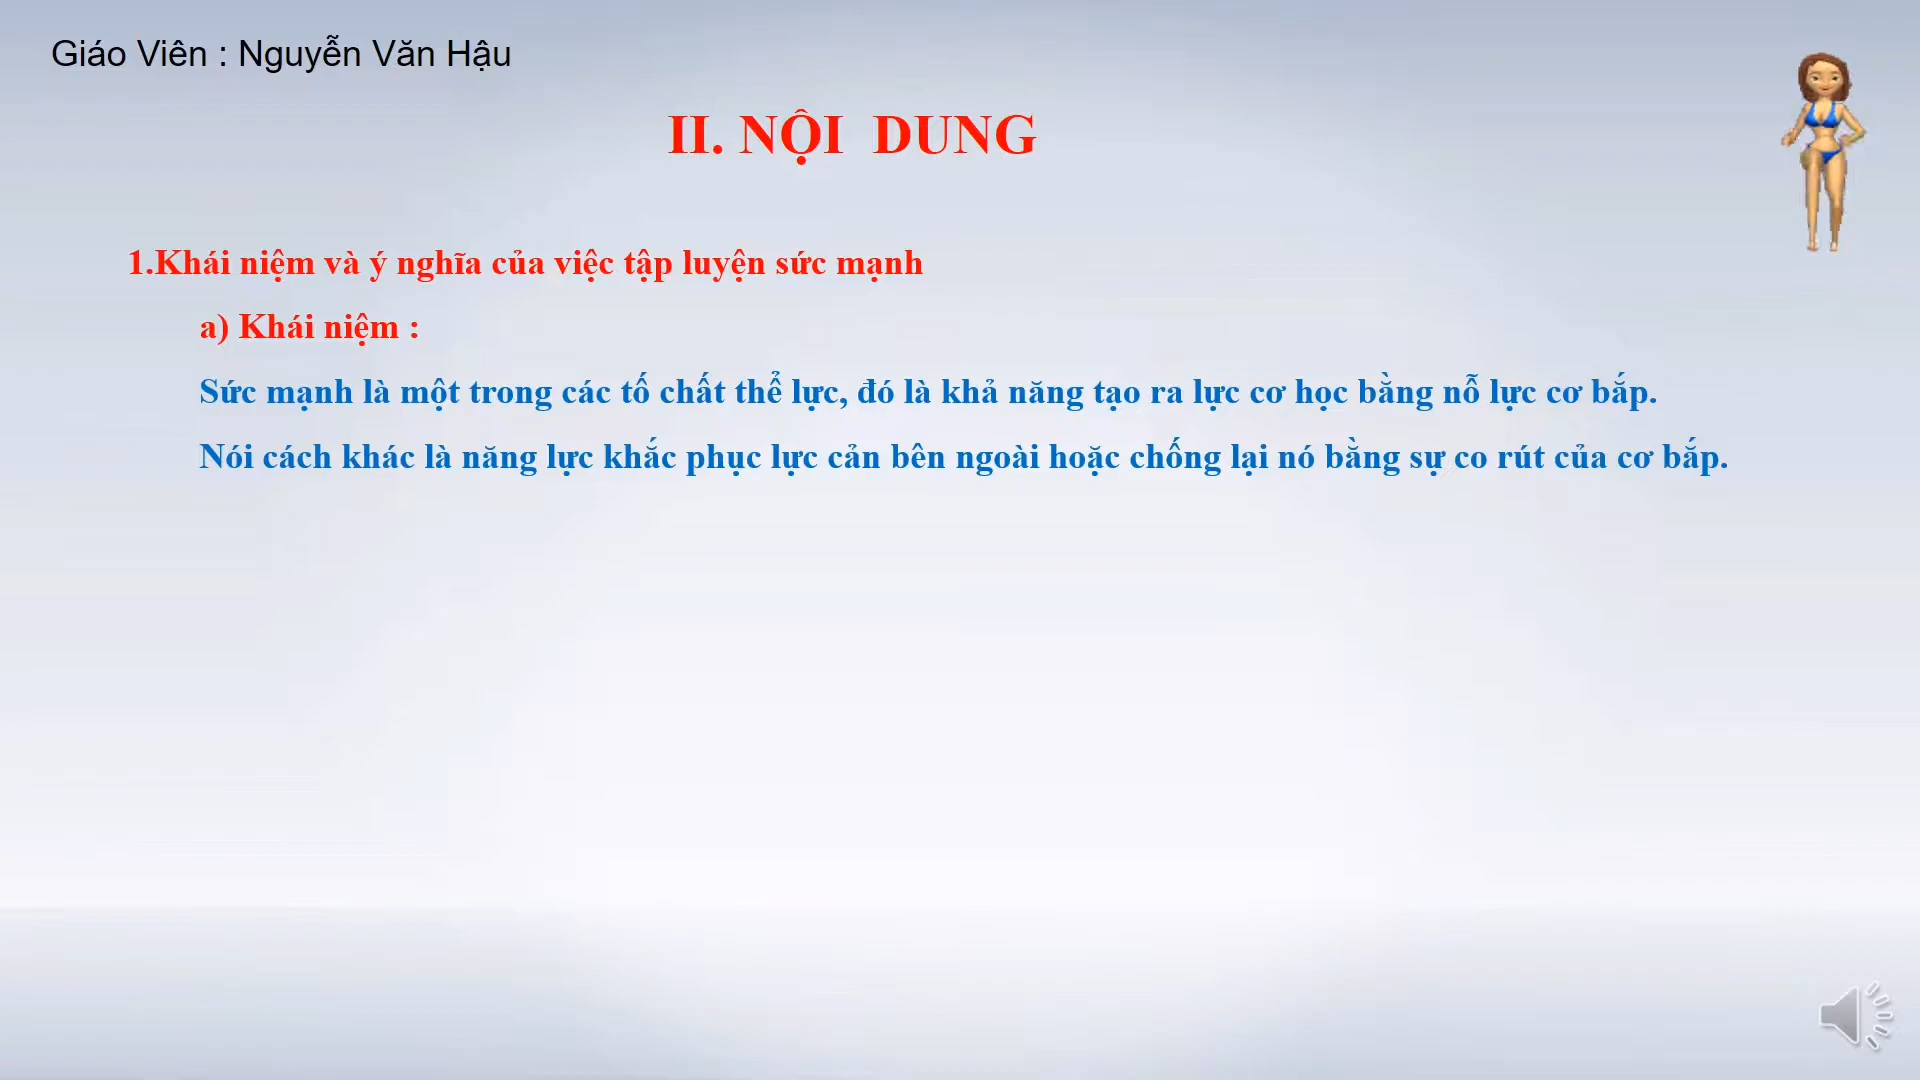 Giáo Viên : Nguyễn Văn Hậu
II. NỘI DUNG
1.Khái niệm và ý nghĩa của việc tập luyện sức mạnh
a) Khái niệm :
Sức mạnh là một trong các tố chất thể lực, đó là khả năng tạo ra lực cơ học bằng nỗ lực cơ bắp.
Nói cách khác là năng lực khắc phục lực cản bên ngoài hoặc chống lại nó bằng sự co rút của cơ bắp.